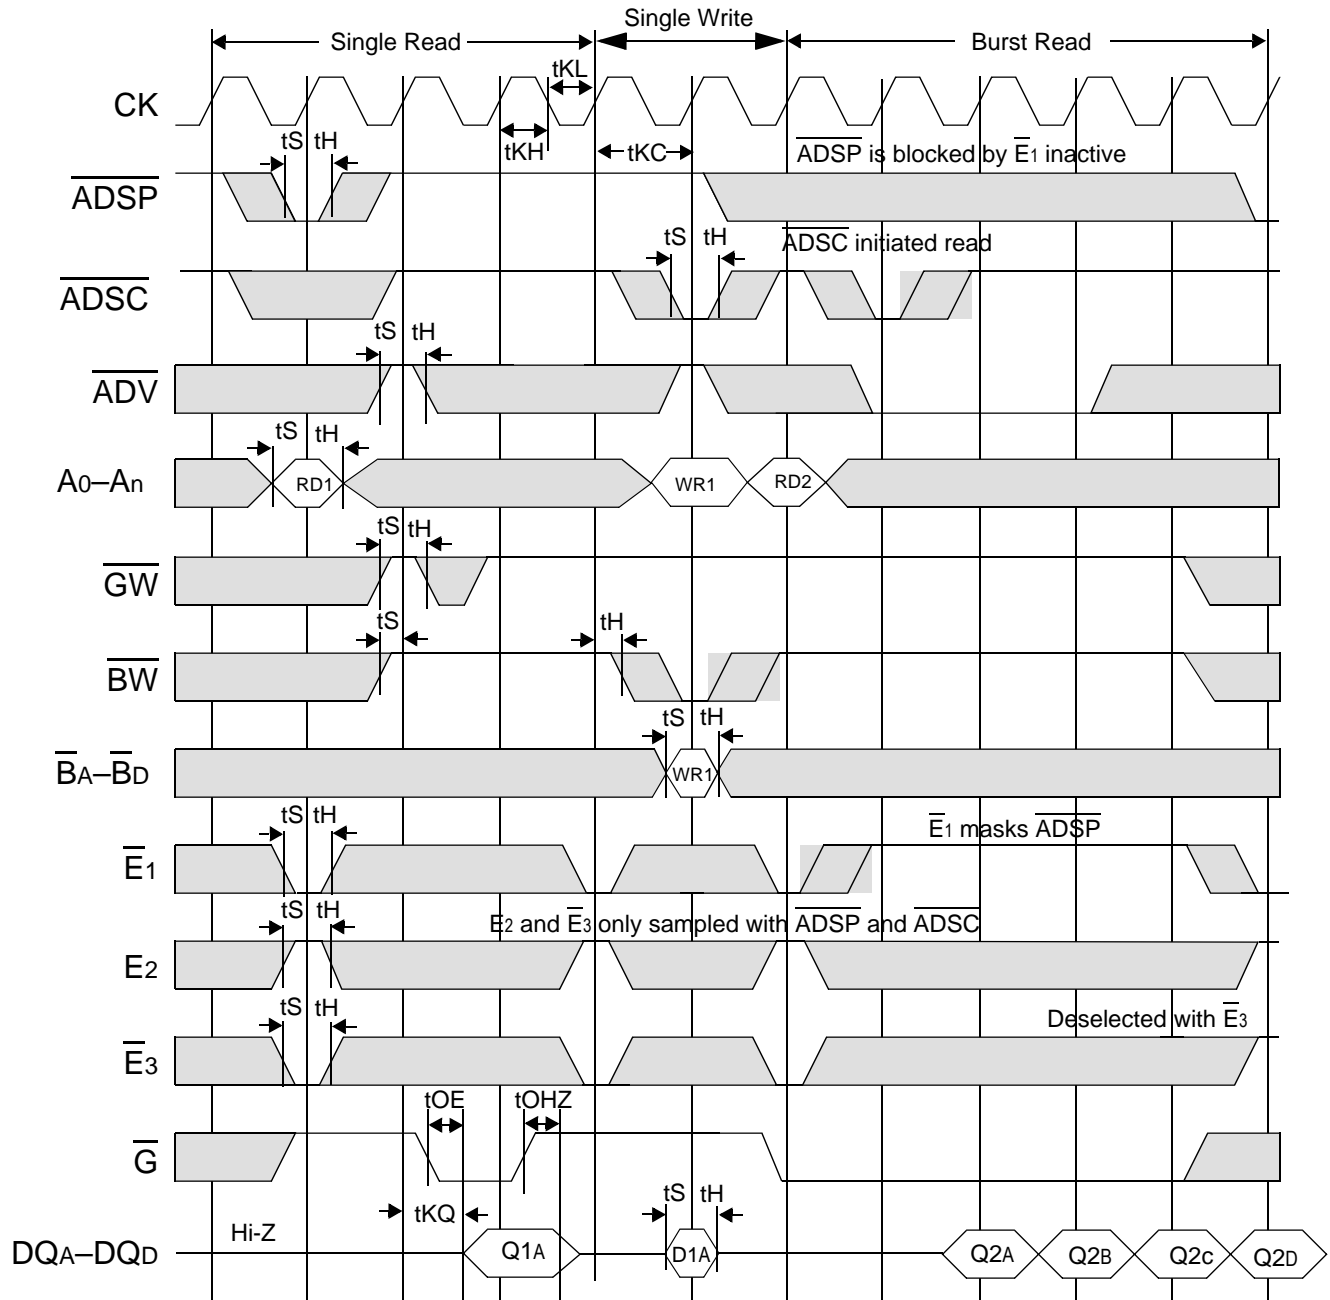 Single Write
Single Read
Burst Read
tKL
CK
tS tH
tKH
tKC
ADSP is blocked by E1 inactive
ADSP
tS tH
ADSC initiated read
ADSC
tS tH
ADV
tS tH
A0–An
RD1
WR1
RD2
tS tH
GW
tS
tH
BW
tS tH
BA–BD
WR1
tS tH
E1 masks ADSP
E1
tS tH
E2 and E3 only sampled with ADSP and ADSC
E2
tS tH
Deselected with E3
E3
tOE
tOHZ
G
tKQ
tS tH
Hi-Z
DQA–DQD
Q1A
D1A
Q2A
Q2B
Q2c
Q2D